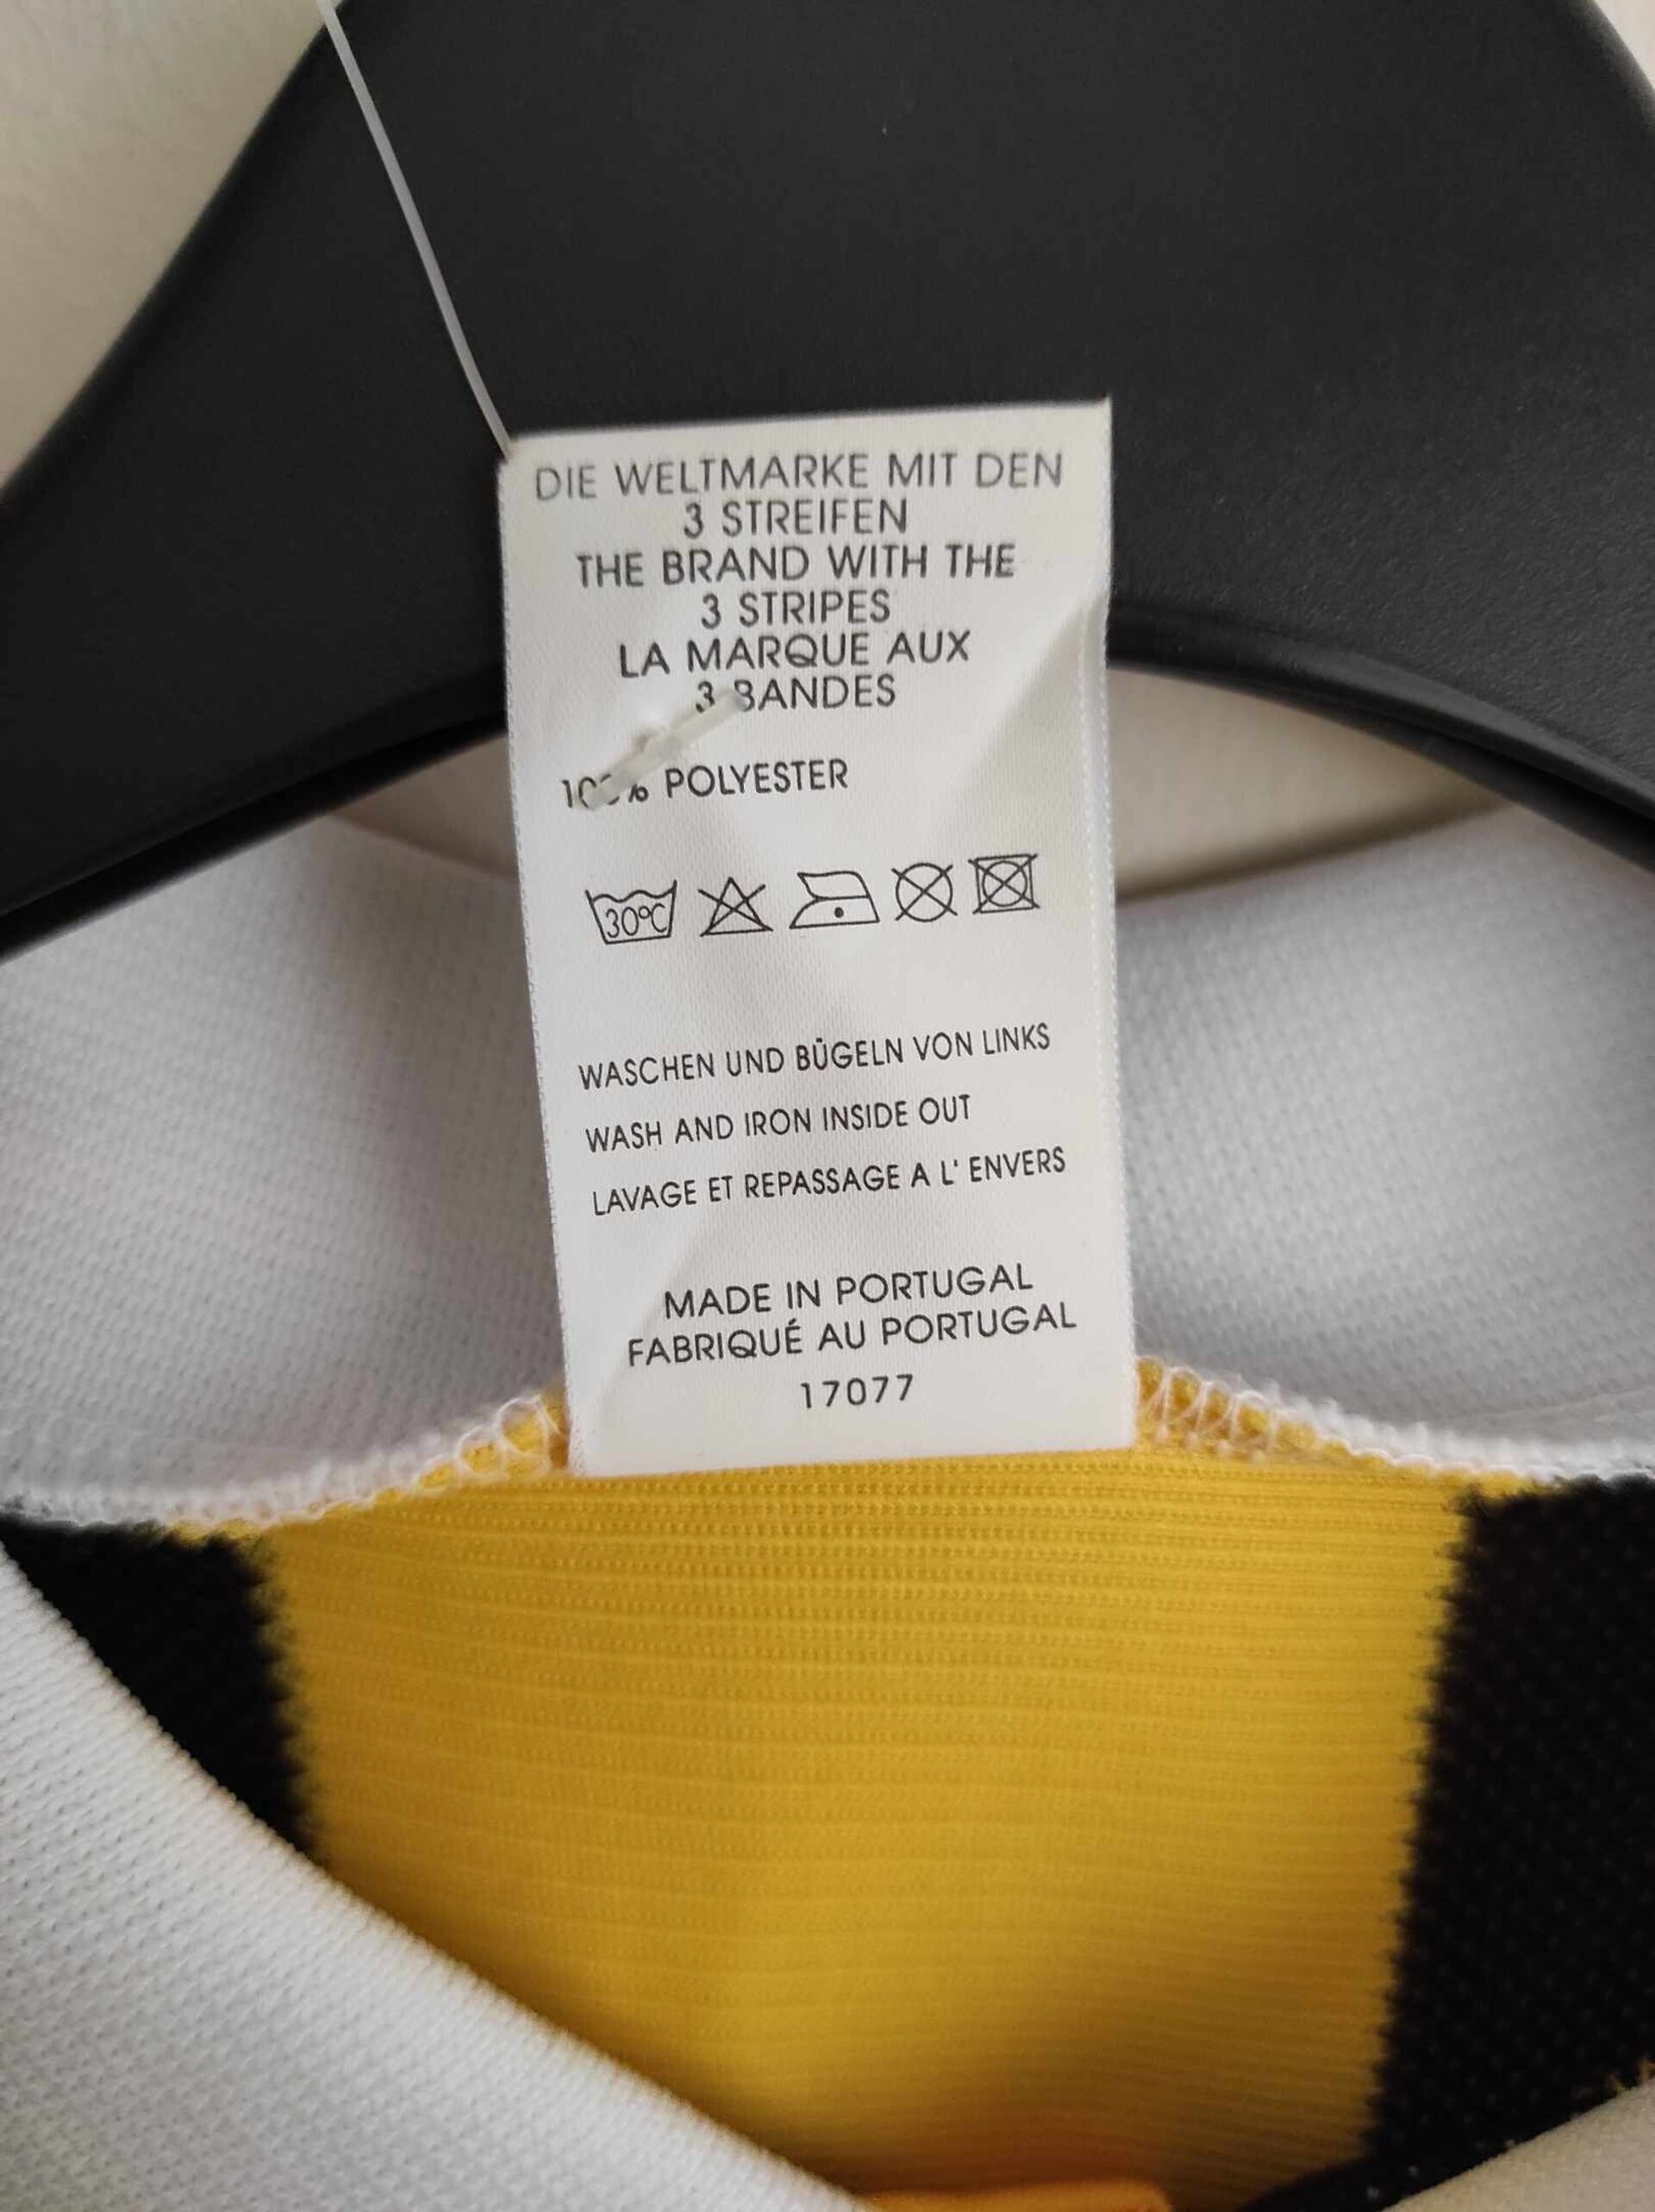 DIE WELTMARKE MIT DEN
3 STREIFEN
THE BRAND WITH THE
3 STRIPES
LA MARQUE AUX
3 BANDES
100% POLYESTER
30°C
WASCHEN UND BÜGELN VON LINKS
WASH AND IRON INSIDE OUT
LAVAGE ET REPASSAGE A L' ENVERS
MADE IN PORTUGAL
FABRIQUÉ AU PORTUGAL
17077